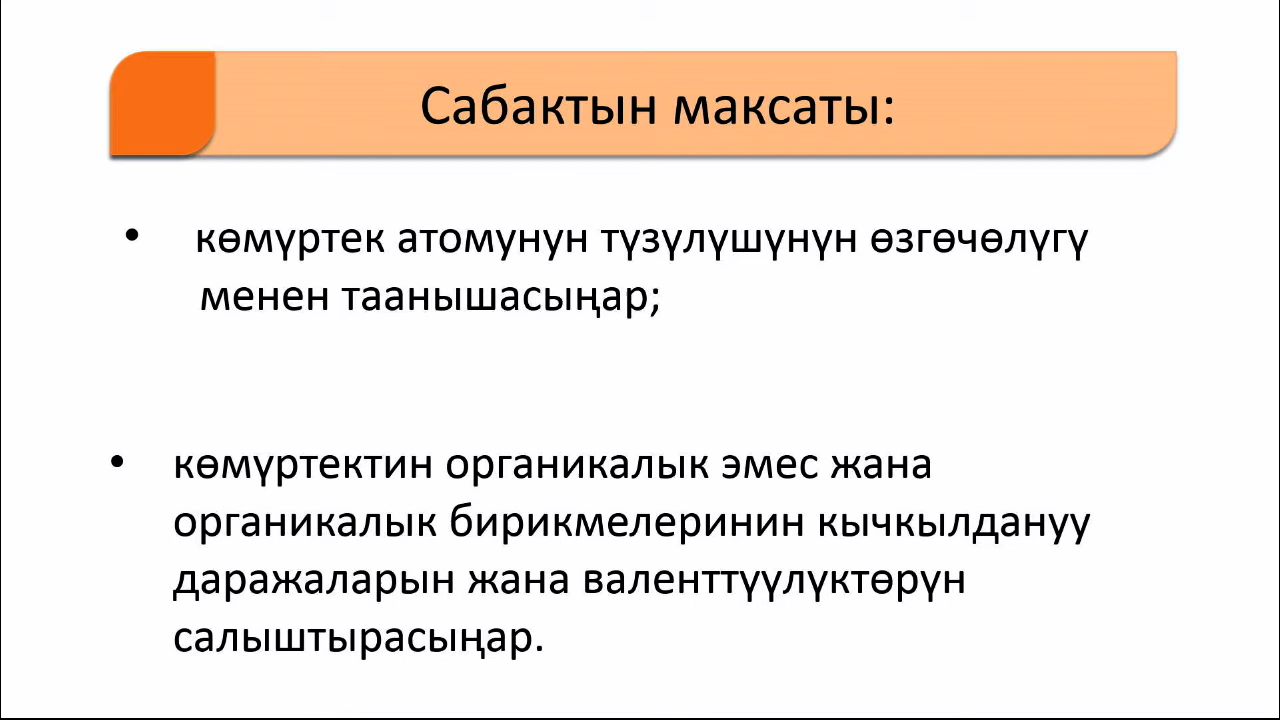 Сабактын максаты:
• көмүртек атомунун түзүлүшүнүн өзгөчөлүгү
менен таанышасыңар;
• көмүртектин органикалык эмес жана
органикалык бирикмелеринин кычкылдануу
даражаларын жана валенттүүлүктөрүн
салыштырасыңар.